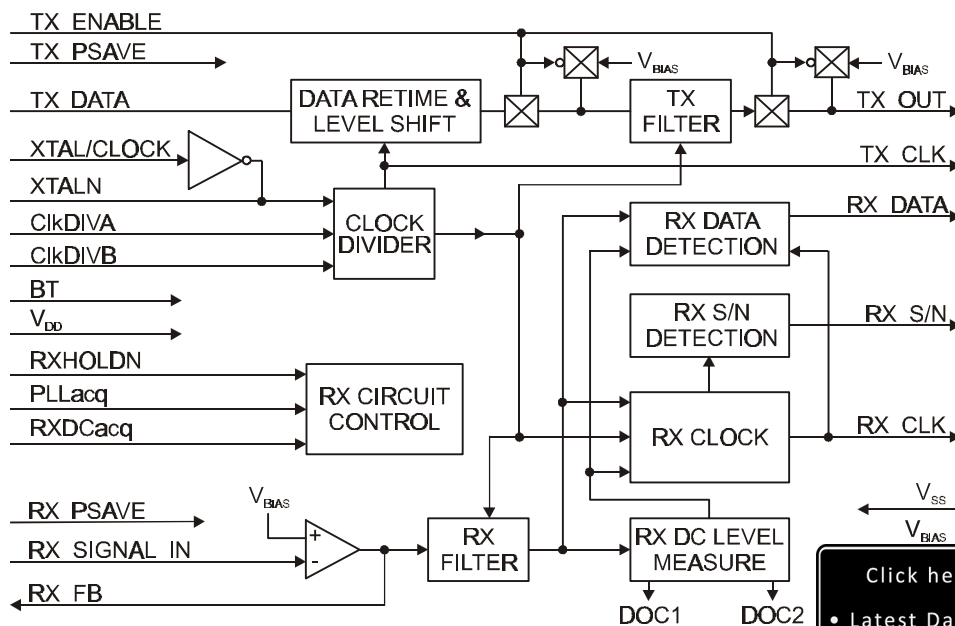 TX ENABLE
TX PSAVE
V_BIAS
V_BIAS
TX DATA
DATA RETIME &
LEVEL SHIFT
TX
FILTER
TX OUT
XTAL/CLOCK
TX CLK
XTALN
CLOCK
DIVIDER
ClkDIVA
ClkDIVB
RX DATA
DETECTION
RX DATA
BT
V_DD
RX S/N
DETECTION
RX S/N
RXHOLDN
PLLacq
RXDCacq
RX CIRCUIT
CONTROL
RX CLOCK
RX CLK
V_BIAS
RX PSAVE
RX SIGNAL IN
RX FB
+
-
RX
FILTER
RX DC LEVEL
MEASURE
V_SS
V_BIAS
DOC1
DOC2
Click
• Latest